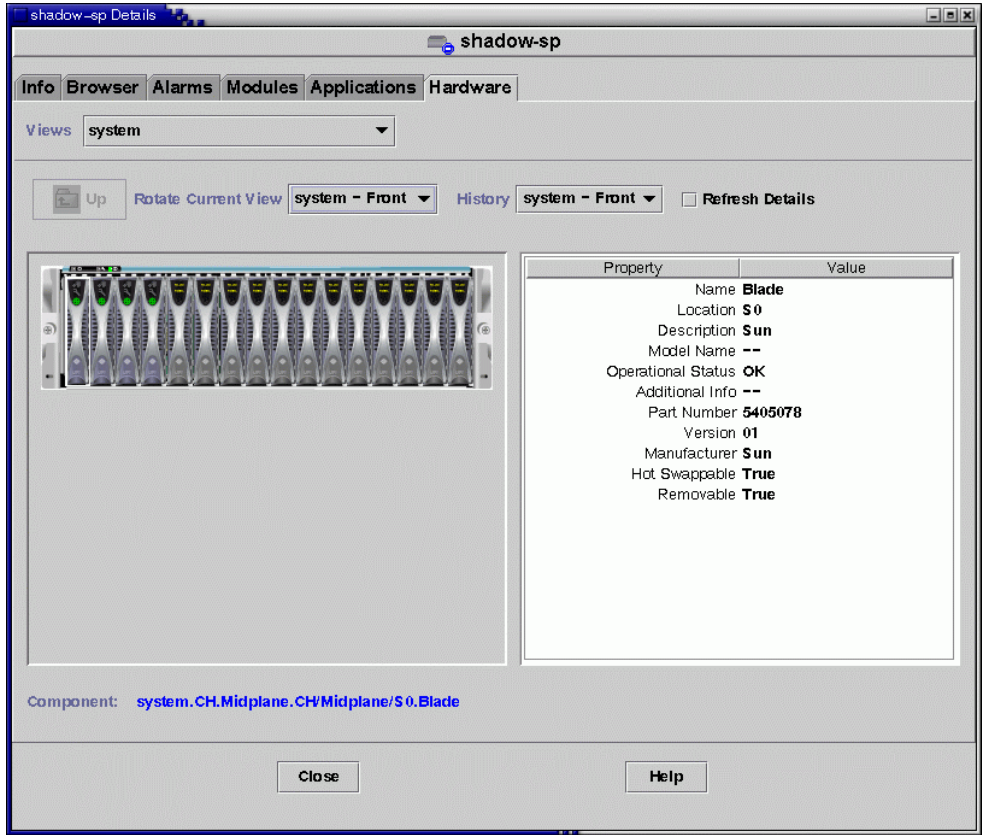 shadow-sp Details
shadow-sp
Info Browser Alarms Modules Applications Hardware
Views system
Up Rotate Current View system - Front History system - Front Refresh Details
Property Value
Name Blade
Location S0
Description Sun
Model Name --
Operational Status OK
Additional Info --
Part Number 5405078
Version 01
Manufacturer Sun
Hot Swappable True
Removable True
Component: system.CH.Midplane.CH/Midplane/S0.Blade
Close Help